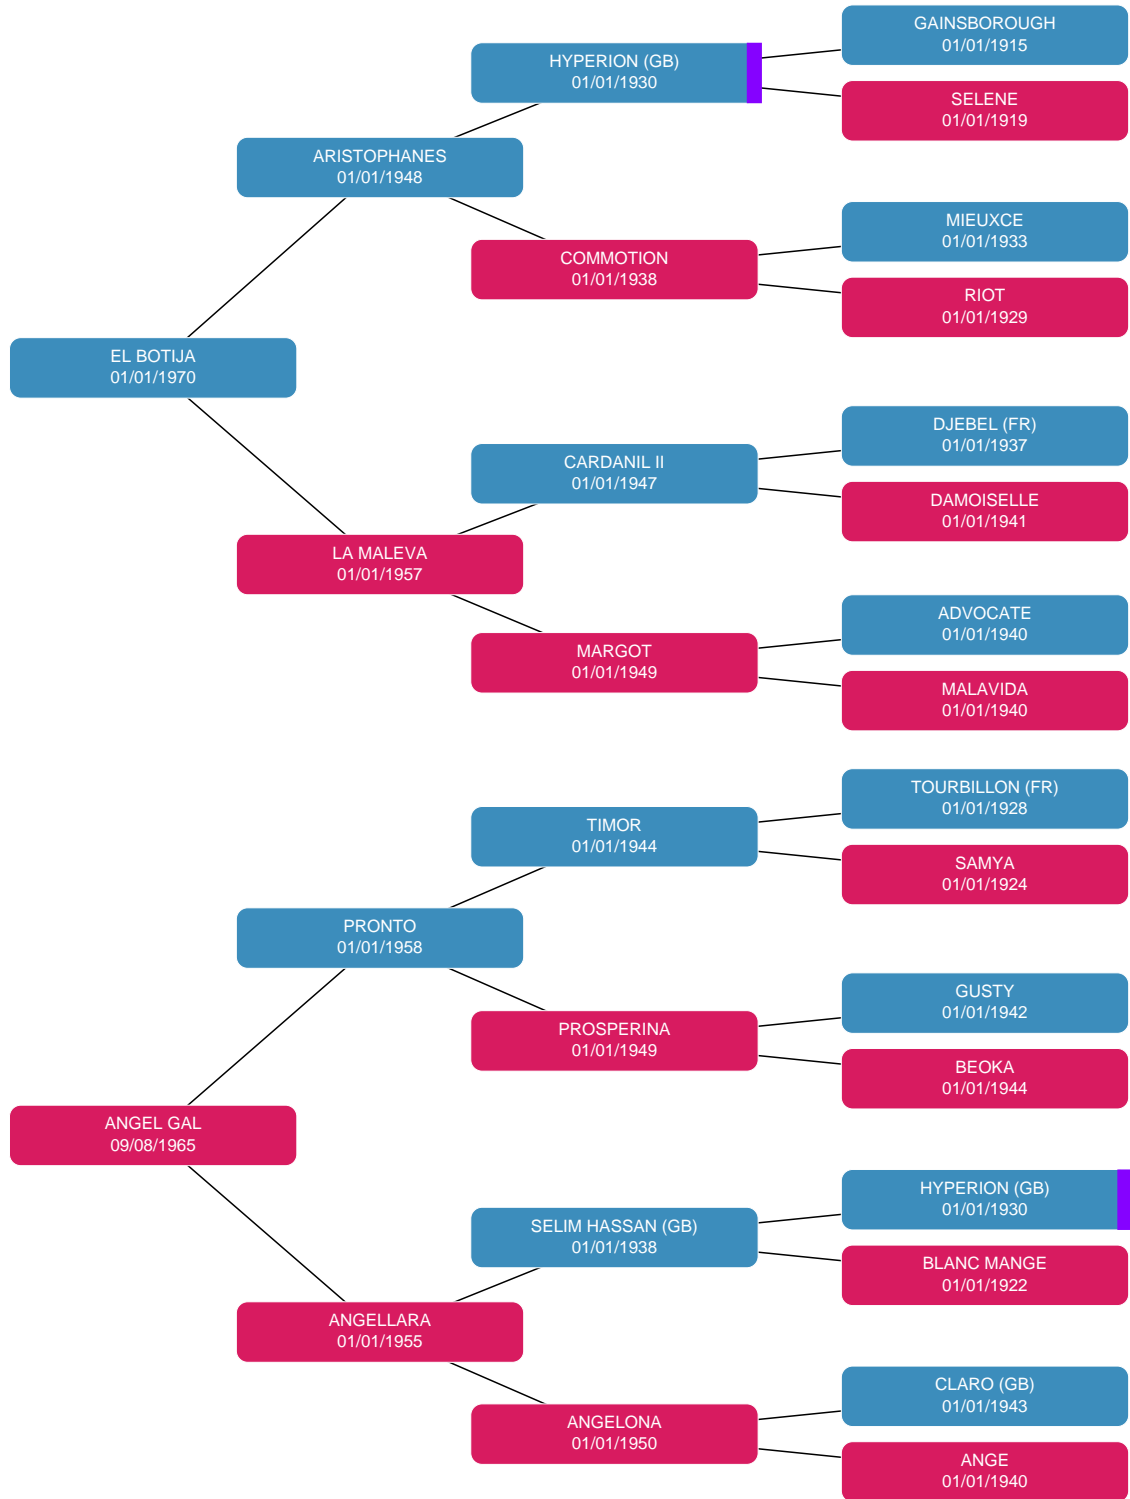 GAINSBOROUGH
01/01/1915
HYPERION (GB)
01/01/1930
SELENE
01/01/1919
ARISTOPHANES
01/01/1948
MIEUXCE
01/01/1933
COMMOTION
01/01/1938
RIOT
01/01/1929
EL BOTIJA
01/01/1970
DJEBEL (FR)
01/01/1937
CARDANIL II
01/01/1947
DAMOISELLE
01/01/1941
LA MALEVA
01/01/1957
ADVOCATE
01/01/1940
MARGOT
01/01/1949
MALAVIDA
01/01/1940
TOURBILLON (FR)
01/01/1928
TIMOR
01/01/1944
SAMYA
01/01/1924
PRONTO
01/01/1958
GUSTY
01/01/1942
PROSPERINA
01/01/1949
BEOKA
01/01/1944
ANGEL GAL
09/08/1965
HYPERION (GB)
01/01/1930
SELIM HASSAN (GB)
01/01/1938
BLANC MANGE
01/01/1922
ANGELLARA
01/01/1955
CLARO (GB)
01/01/1943
ANGELONA
01/01/1950
ANGE
01/01/1940